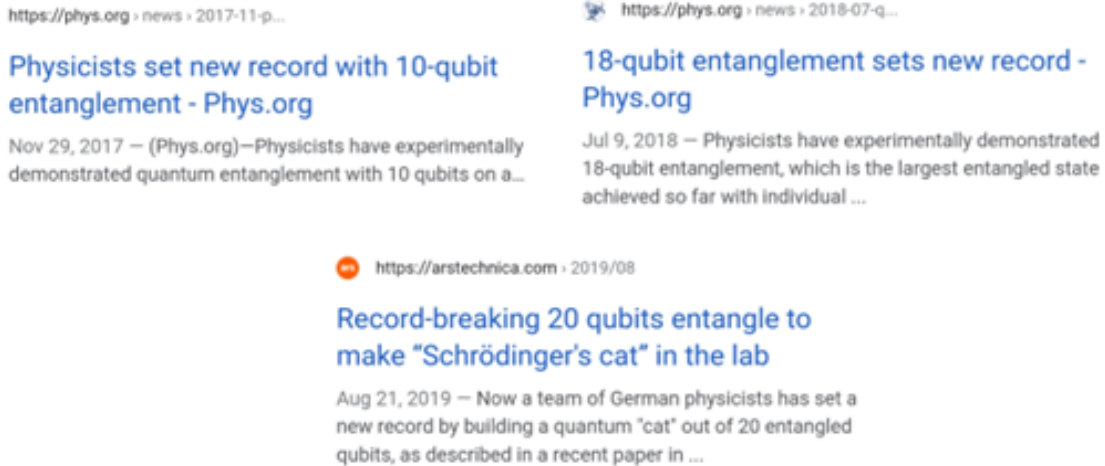 https://phys.org › news › 2017-11-p...
Physicists set new record with 10-qubit
entanglement - Phys.org
Nov 29, 2017 — (Phys.org)—Physicists have experimentally
demonstrated quantum entanglement with 10 qubits on a...
https://phys.org › news › 2018-07-q...
18-qubit entanglement sets new record -
Phys.org
Jul 9, 2018 — Physicists have experimentally demonstrated
18-qubit entanglement, which is the largest entangled state
achieved so far with individual ...
https://arstechnica.com › 2019/08
Record-breaking 20 qubits entangle to
make “Schrödinger's cat” in the lab
Aug 21, 2019 — Now a team of German physicists has set a
new record by building a quantum "cat" out of 20 entangled
qubits, as described in a recent paper in ...